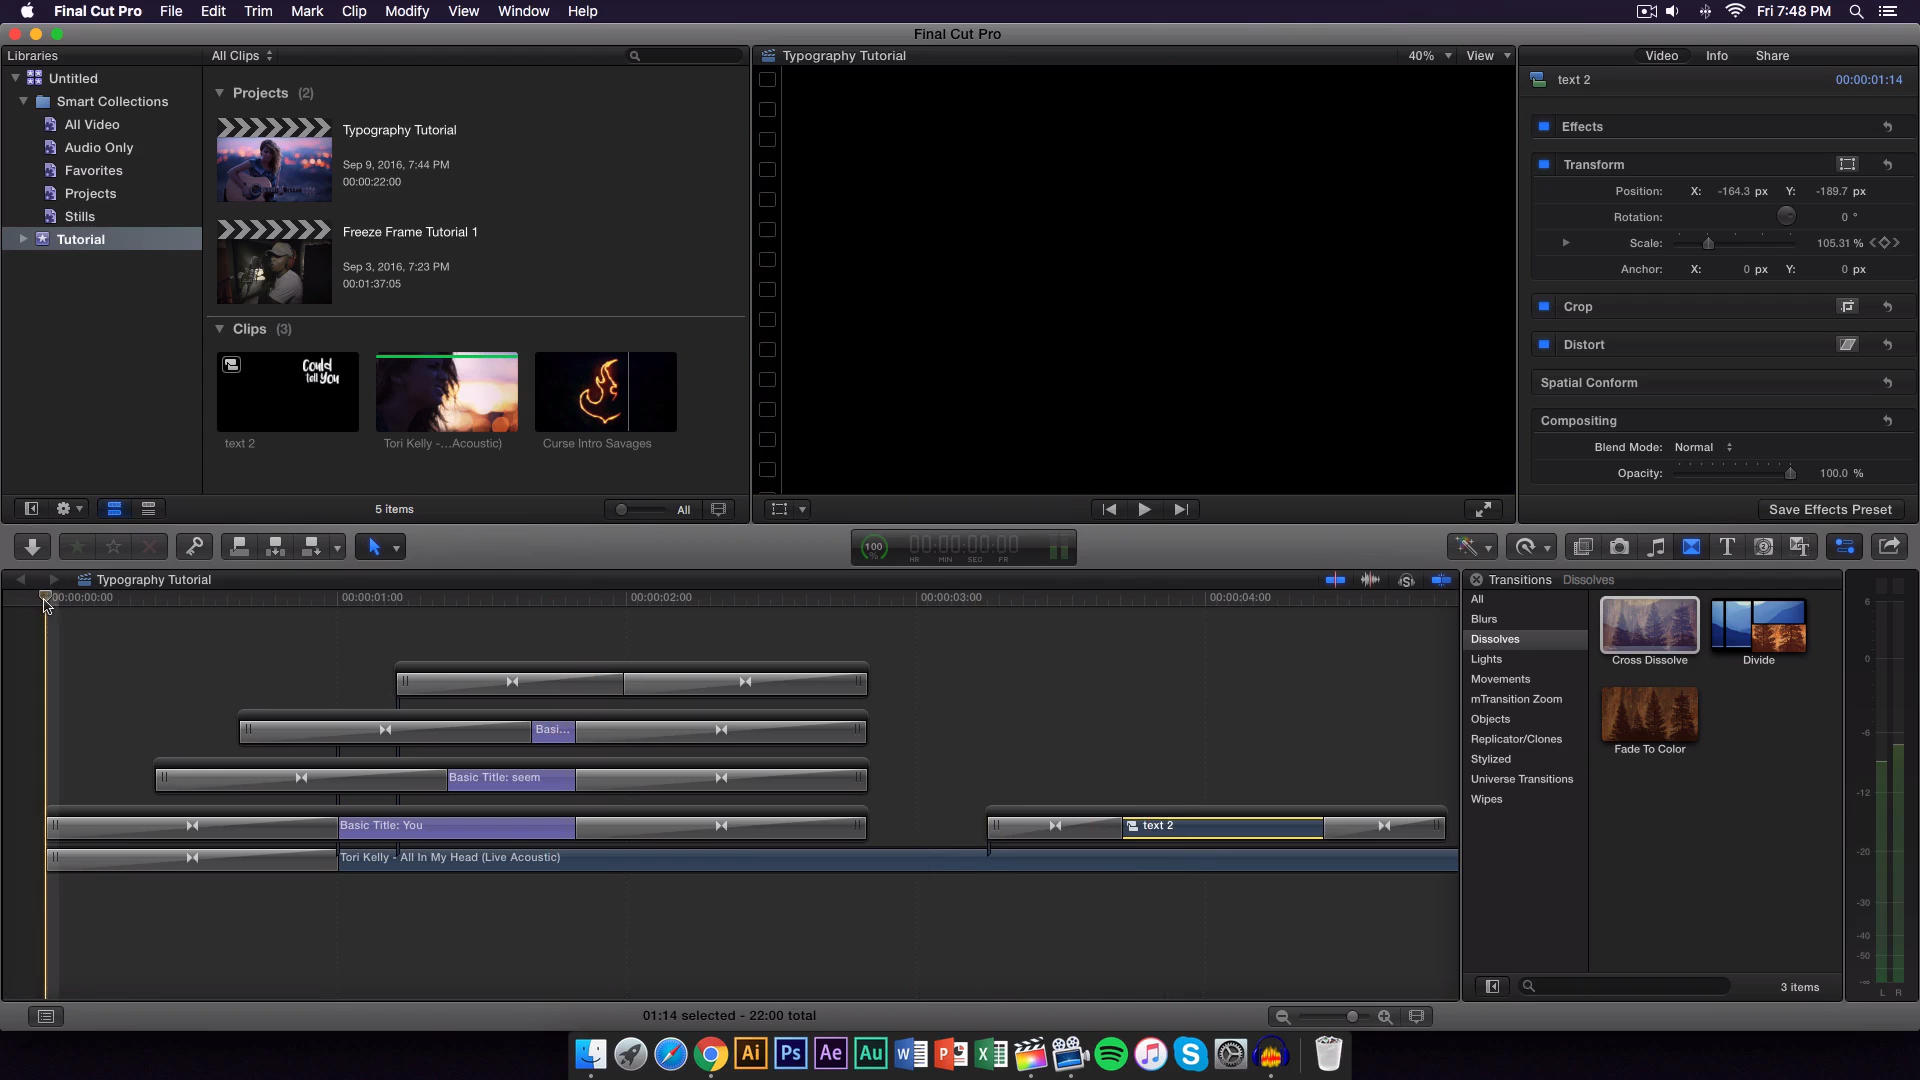 Final Cut Pro File Edit Trim Mark Clip Modify View Window Help Fri 7:48 PM
Final Cut Pro
Libraries All Clips
Typography Tutorial 40% View
Video Info Share
Untitled
Smart Collections
All Video
Audio Only
Favorites
Projects
Stills
Tutorial
Projects (2)
Typography Tutorial
Sep 9, 2016, 7:44 PM
00:00:22:00
Freeze Frame Tutorial 1
Sep 3, 2016, 7:23 PM
00:01:37:05
Clips (3)
Could
tell You
text 2
Tori Kelly -...Acoustic)
Curse Intro Savages
5 items
All
text 2 00:00:01:14
Effects
Transform
Position: X: -164.3 px Y: -189.7 px
Rotation: 0 °
Scale: 105.31 %
Anchor: X: 0 px Y: 0 px
Crop
Distort
Spatial Conform
Compositing
Blend Mode: Normal
Opacity: 100.0 %
Save Effects Preset
100
%
00:00:00:00
HR MIN SEC FR
Typography Tutorial
00:00:00:00 00:00:01:00 00:00:02:00 00:00:03:00 00:00:04:00
Basi...
Basic Title: seem
Basic Title: You
text 2
Tori Kelly - All In My Head (Live Acoustic)
Transitions Dissolves
All
Blurs
Dissolves
Lights
Movements
mTransition Zoom
Objects
Replicator/Clones
Stylized
Universe Transitions
Wipes
Cross Dissolve
Divide
Fade To Color
3 items
6
0
-6
-12
-20
-30
-40
-50
-∞
L R
01:14 selected - 22:00 total
Ai Ps Ae Au W P X